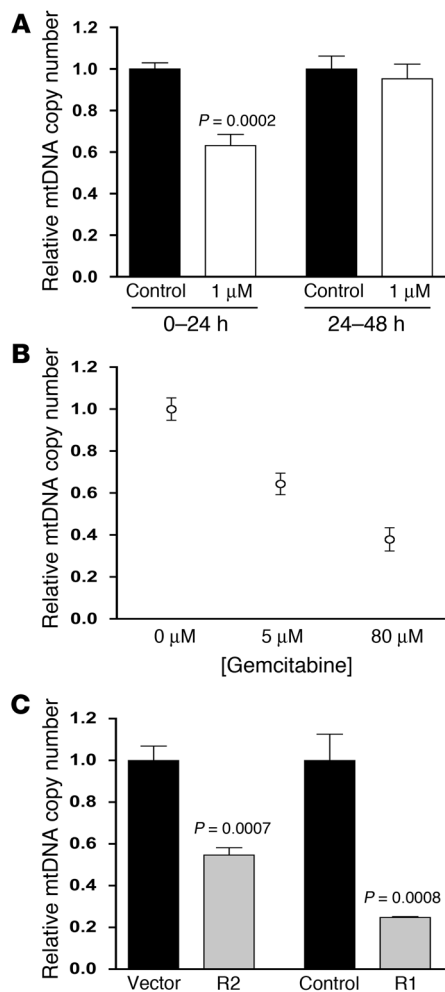 A
Relative mtDNA copy number
1.2
1.0
0.8
0.6
0.4
0.2
0.0
P = 0.0002
Control 1 μM Control 1 μM
0–24 h 24–48 h
B
Relative mtDNA copy number
1.2
1.0
0.8
0.6
0.4
0.2
0.0
0 μM 5 μM 80 μM
[Gemcitabine]
C
Relative mtDNA copy number
1.2
1.0
0.8
0.6
0.4
0.2
0.0
P = 0.0007
P = 0.0008
Vector R2 Control R1